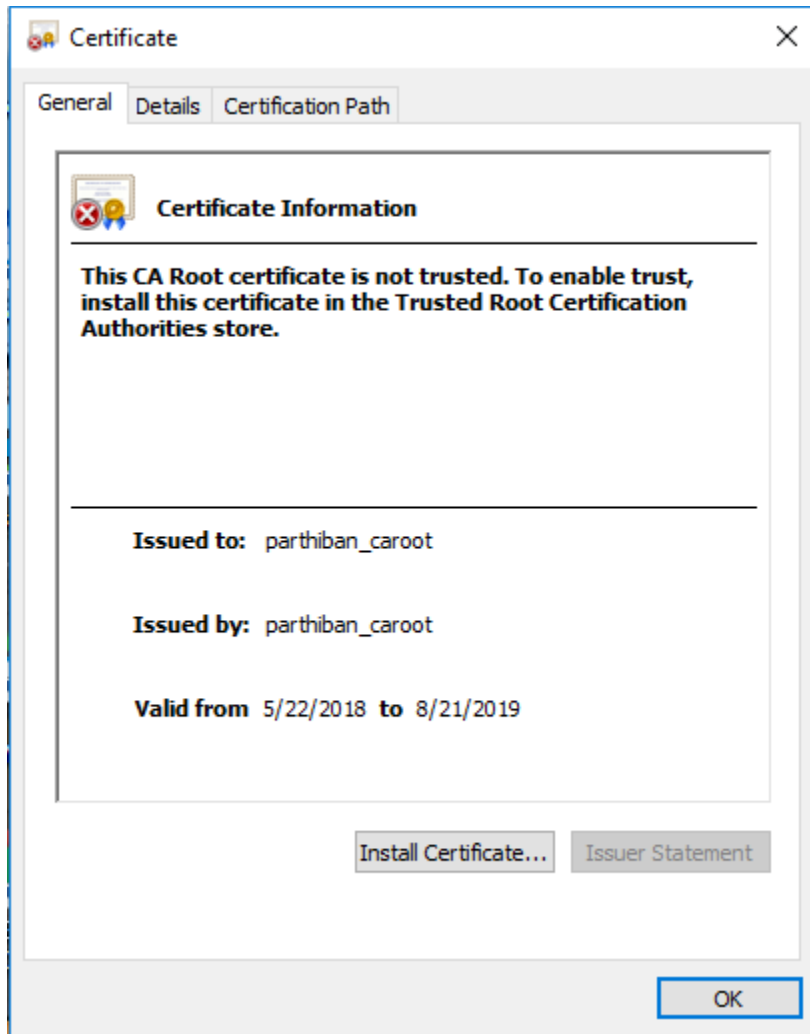 Certificate
General Details Certification Path
Certificate Information
This CA Root certificate is not trusted. To enable trust,
install this certificate in the Trusted Root Certification
Authorities store.
Issued to: parthiban_caroot
Issued by: parthiban_caroot
Valid from 5/22/2018 to 8/21/2019
Install Certificate... Issuer Statement
OK